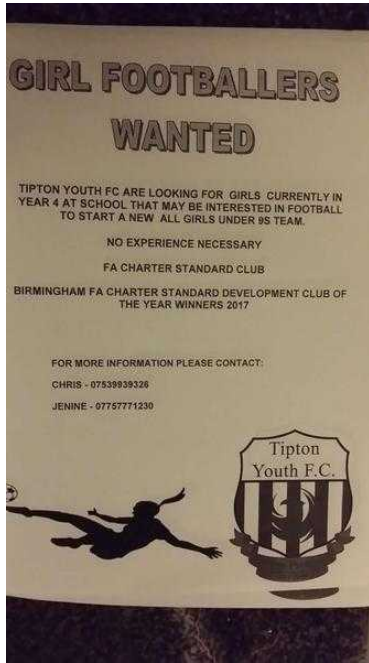 GIRL FOOTBALLERS
WANTED
TIPTON YOUTH FC ARE LOOKING FOR GIRLS CURRENTLY IN
YEAR 4 AT SCHOOL THAT MAY BE INTERESTED IN FOOTBALL
TO START A NEW ALL GIRLS UNDER 9S TEAM.
NO EXPERIENCE NECESSARY
FA CHARTER STANDARD CLUB
BIRMINGHAM FA CHARTER STANDARD DEVELOPMENT CLUB OF
THE YEAR WINNERS 2017
FOR MORE INFORMATION PLEASE CONTACT:
CHRIS - 07539939326
JENINE - 07757771230
Tipton
Youth F.C.